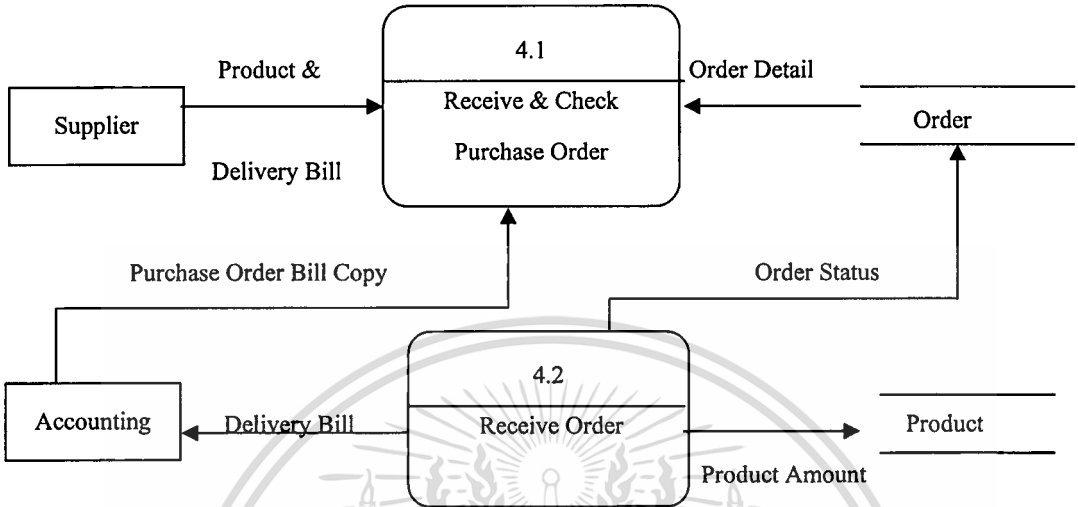 4.1
Product &
Order Detail
Receive & Check
Supplier
Order
Purchase Order
Delivery Bill
Purchase Order Bill Copy
Order Status
4.2
Accounting
Delivery Bill
Receive Order
Product
Product Amount